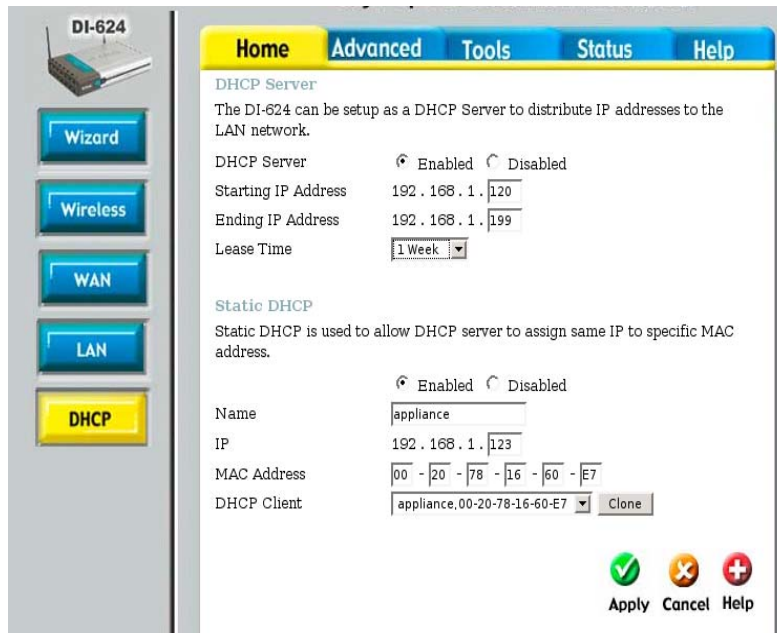 DI-624
Home Advanced Tools Status Help
Wizard
Wireless
WAN
LAN
DHCP
DHCP Server
The DI-624 can be setup as a DHCP Server to distribute IP addresses to the
LAN network.
DHCP Server Enabled Disabled
Starting IP Address 192.168.1.120
Ending IP Address 192.168.1.199
Lease Time 1 Week
Static DHCP
Static DHCP is used to allow DHCP server to assign same IP to specific MAC
address.
Enabled Disabled
Name appliance
IP 192.168.1.123
MAC Address 00 - 20 - 78 - 16 - 60 - E7
DHCP Client appliance,00-20-78-16-60-E7 Clone
Apply Cancel Help